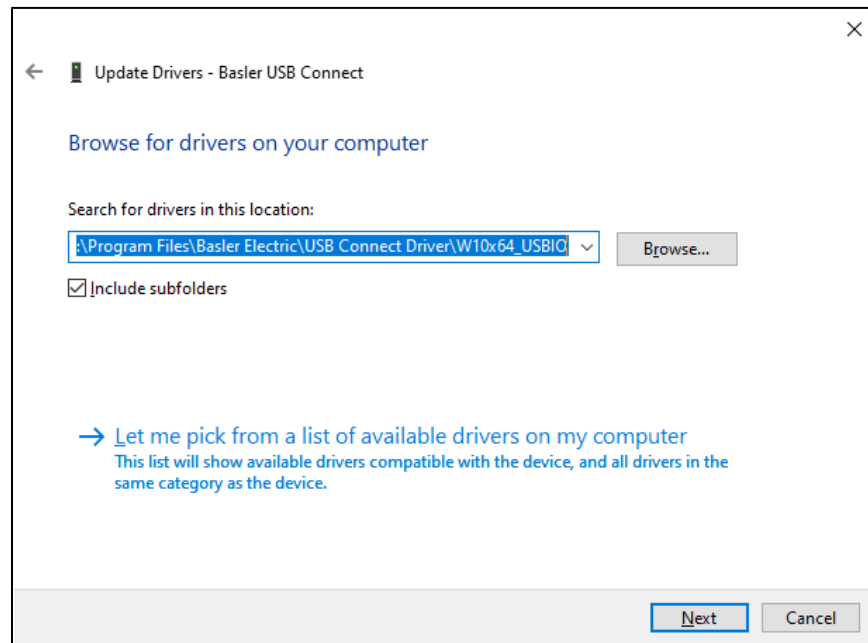 Update Drivers - Basler USB Connect
Browse for drivers on your computer
Search for drivers in this location:
:\Program Files\Basler Electric\USB Connect Driver\W10x64_USBIO
Browse...
Include subfolders
Let me pick from a list of available drivers on my computer
This list will show available drivers compatible with the device, and all drivers in the
same category as the device.
Next
Cancel